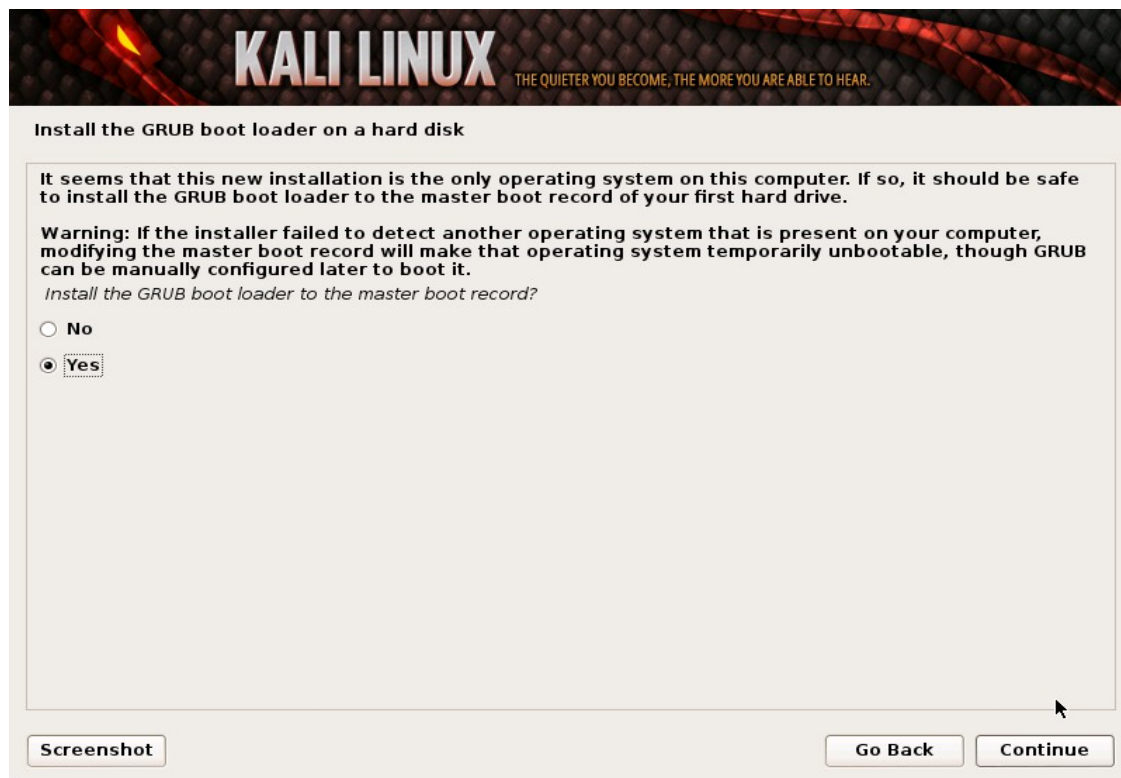 KALI LINUX
THE QUIETER YOU BECOME, THE MORE YOU ARE ABLE TO HEAR.
Install the GRUB boot loader on a hard disk
It seems that this new installation is the only operating system on this computer. If so, it should be safe
to install the GRUB boot loader to the master boot record of your first hard drive.
Warning: If the installer failed to detect another operating system that is present on your computer,
modifying the master boot record will make that operating system temporarily unbootable, though GRUB
can be manually configured later to boot it.
Install the GRUB boot loader to the master boot record?
No
Yes
Screenshot
Go Back
Continue